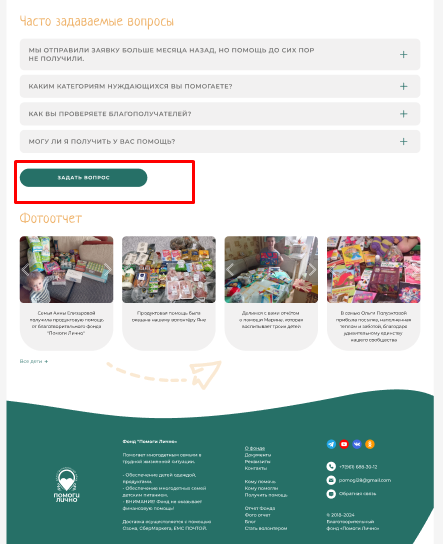 Часто задаваемые вопросы
МЫ ОТПРАВИЛИ ЗАЯВКУ БОЛЬШЕ МЕСЯЦА НАЗАД, НО ПОМОЩЬ ДО СИХ ПОР
НЕ ПОЛУЧИЛИ.
КАКИМ КАТЕГОРИЯМ НУЖДАЮЩИХСЯ ВЫ ПОМОГАЕТЕ?
КАК ВЫ ПРОВЕРЯЕТЕ БЛАГОПОЛУЧАТЕЛЕЙ?
МОГУ ЛИ Я ПОЛУЧИТЬ У ВАС ПОМОЩЬ?
ЗАДАТЬ ВОПРОС
Фотоотчет
Семья Анны Елизаровой
получила продуктовую помощь
от благотворительного фонда
"Помоги Лично"
Продуктовая помощь была
оказана нашему волонтёру Яне
Делимся с вами отчётом
о помощи Марине, которая
воспитывает троих детей
В семью Ольги Полуэктовой
прибыла посылка, наполненная
теплом и заботой, благодаря
удивительному единству
нашего сообщества
Все дети →
ПОМОГИ
ЛИЧНО
Фонд "Помоги Лично"
Помогает многодетным семьям в
трудной жизненной ситуации.
- Обеспечение детей одеждой,
продуктами.
- Обеспечение многодетных семей
детским питанием.
- ВНИМАНИЕ! Фонд не оказывает
финансовую помощь!
Доставка осуществляется с помощью
Озона, СберМаркета, ЕМС ПОЧТОЙ.
О фонде
Документы
Реквизиты
Контакты
Кому помочь
Кому помогли
Получить помощь
Отчет Фонда
Фото отчет
Блог
Стать волонтером
+7(961) 688-30-12
pomogi38@gmail.com
Обратная связь
© 2018-2024
Благотворительный
фонд «Помоги Лично»